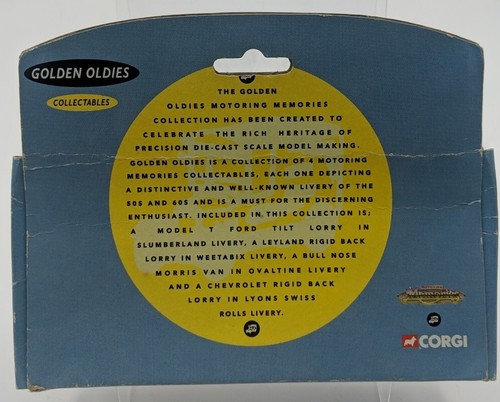 GOLDEN OLDIES
COLLECTABLES
THE GOLDEN
OLDIES MOTORING MEMORIES
COLLECTION HAS BEEN CREATED TO
CELEBRATE THE RICH HERITAGE OF
PRECISION DIE-CAST SCALE MODEL MAKING.
GOLDEN OLDIES IS A COLLECTION OF 4 MOTORING
MEMORIES COLLECTABLES, EACH ONE DEPICTING
A DISTINCTIVE AND WELL-KNOWN LIVERY OF THE
50S AND 60S AND IS A MUST FOR THE DISCERNING
ENTHUSIAST. INCLUDED IN THIS COLLECTION IS;
A MODEL T FORD TILT LORRY IN
SLUMBERLAND LIVERY, A LEYLAND RIGID BACK
LORRY IN WEETABIX LIVERY, A BULL NOSE
MORRIS VAN IN OVALTINE LIVERY
AND A CHEVROLET RIGID BACK
LORRY IN LYONS SWISS
ROLLS LIVERY.
CORGI